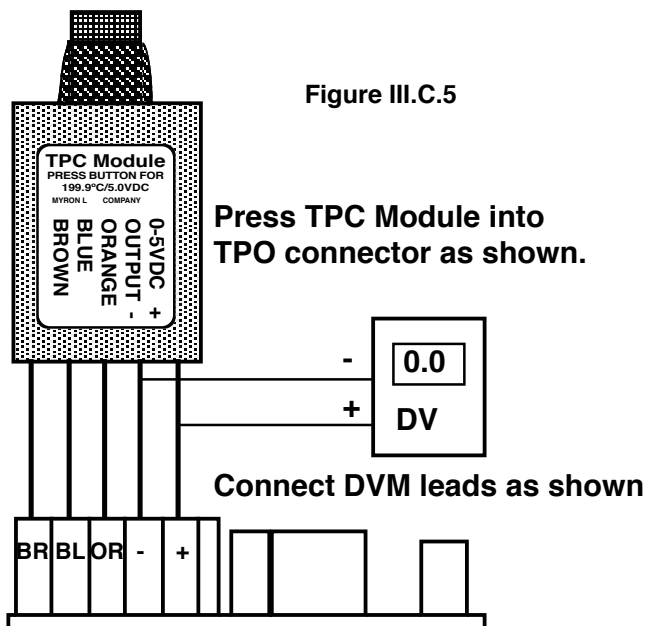 Figure III.C.5
TPC Module
PRESS BUTTON FOR
199.9°C/5.0VDC
MYRON L COMPANY
0-5VDC +
OUTPUT -
ORANGE
BLUE
BROWN
Press TPC Module into
TPO connector as shown.
- 0.0
+ DV
Connect DVM leads as shown
BR BL OR - +